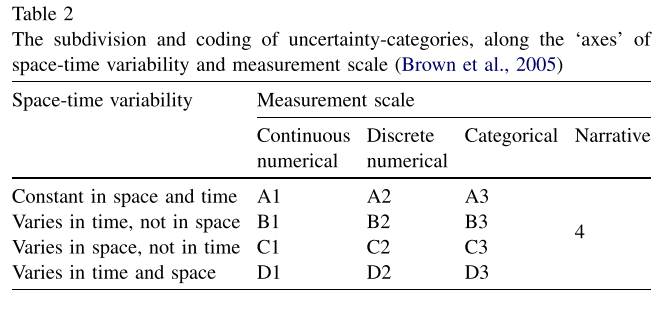 Table 2
The subdivision and coding of uncertainty-categories, along the ‘axes’ of
space-time variability and measurement scale (Brown et al., 2005)
Space-time variability Measurement scale
Continuous numerical Discrete numerical Categorical Narrative
Constant in space and time A1 A2 A3
Varies in time, not in space B1 B2 B3
4
Varies in space, not in time C1 C2 C3
Varies in time and space D1 D2 D3